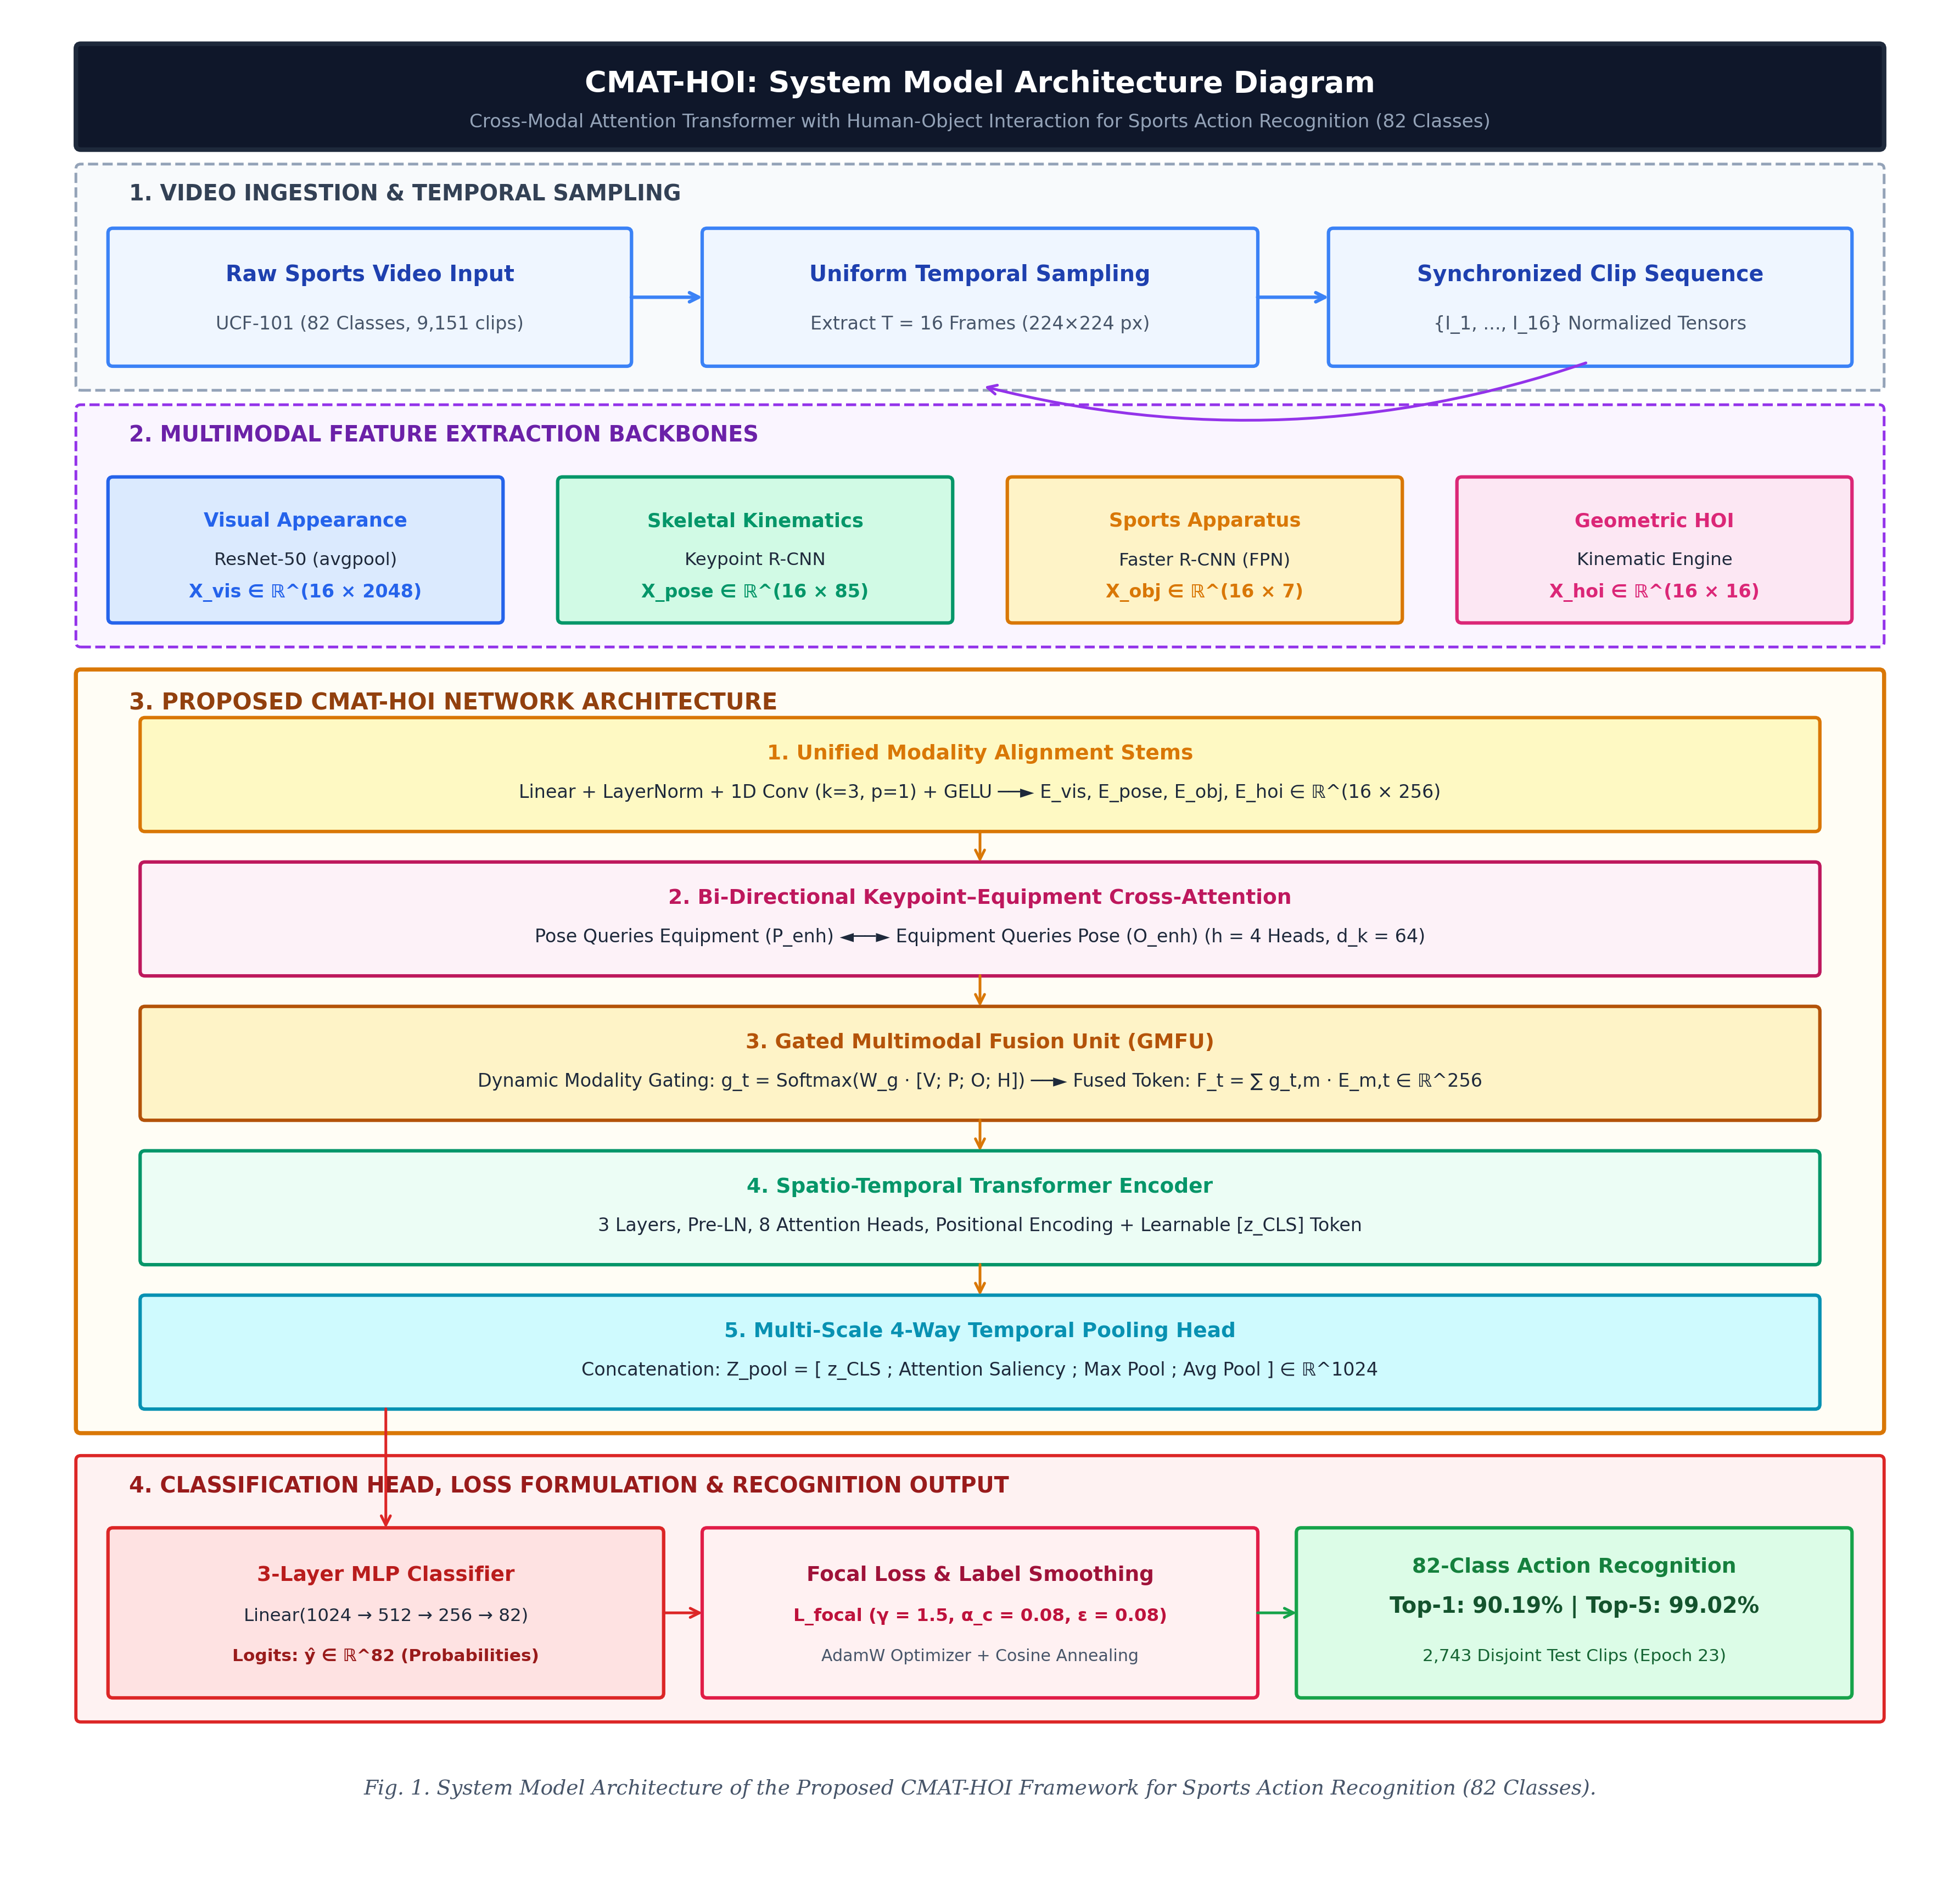 CMAT-HOI: System Model Architecture Diagram
Cross-Modal Attention Transformer with Human-Object Interaction for Sports Action Recognition (82 Classes)
1. VIDEO INGESTION & TEMPORAL SAMPLING
Raw Sports Video Input
UCF-101 (82 Classes, 9,151 clips)
Uniform Temporal Sampling
Extract T = 16 Frames (224×224 px)
Synchronized Clip Sequence
{I_1, ..., I_16} Normalized Tensors
2. MULTIMODAL FEATURE EXTRACTION BACKBONES
Visual Appearance
ResNet-50 (avgpool)
X_vis ∈ ℝ^(16 × 2048)
Skeletal Kinematics
Keypoint R-CNN
X_pose ∈ ℝ^(16 × 85)
Sports Apparatus
Faster R-CNN (FPN)
X_obj ∈ ℝ^(16 × 7)
Geometric HOI
Kinematic Engine
X_hoi ∈ ℝ^(16 × 16)
3. PROPOSED CMAT-HOI NETWORK ARCHITECTURE
1. Unified Modality Alignment Stems
Linear + LayerNorm + 1D Conv (k=3, p=1) + GELU ──► E_vis, E_pose, E_obj, E_hoi ∈ ℝ^(16 × 256)
2. Bi-Directional Keypoint–Equipment Cross-Attention
Pose Queries Equipment (P_enh) ◄──► Equipment Queries Pose (O_enh) (h = 4 Heads, d_k = 64)
3. Gated Multimodal Fusion Unit (GMFU)
Dynamic Modality Gating: g_t = Softmax(W_g · [V; P; O; H]) ──► Fused Token: F_t = ∑ g_t,m · E_m,t ∈ ℝ^256
4. Spatio-Temporal Transformer Encoder
3 Layers, Pre-LN, 8 Attention Heads, Positional Encoding + Learnable [z_CLS] Token
5. Multi-Scale 4-Way Temporal Pooling Head
Concatenation: Z_pool = [ z_CLS ; Attention Saliency ; Max Pool ; Avg Pool ] ∈ ℝ^1024
4. CLASSIFICATION HEAD, LOSS FORMULATION & RECOGNITION OUTPUT
3-Layer MLP Classifier
Linear(1024 → 512 → 256 → 82)
Logits: ŷ ∈ ℝ^82 (Probabilities)
Focal Loss & Label Smoothing
L_focal (γ = 1.5, α_c = 0.08, ε = 0.08)
AdamW Optimizer + Cosine Annealing
82-Class Action Recognition
Top-1: 90.19% | Top-5: 99.02%
2,743 Disjoint Test Clips (Epoch 23)
Fig. 1. System Model Architecture of the Proposed CMAT-HOI Framework for Sports Action Recognition (82 Classes).